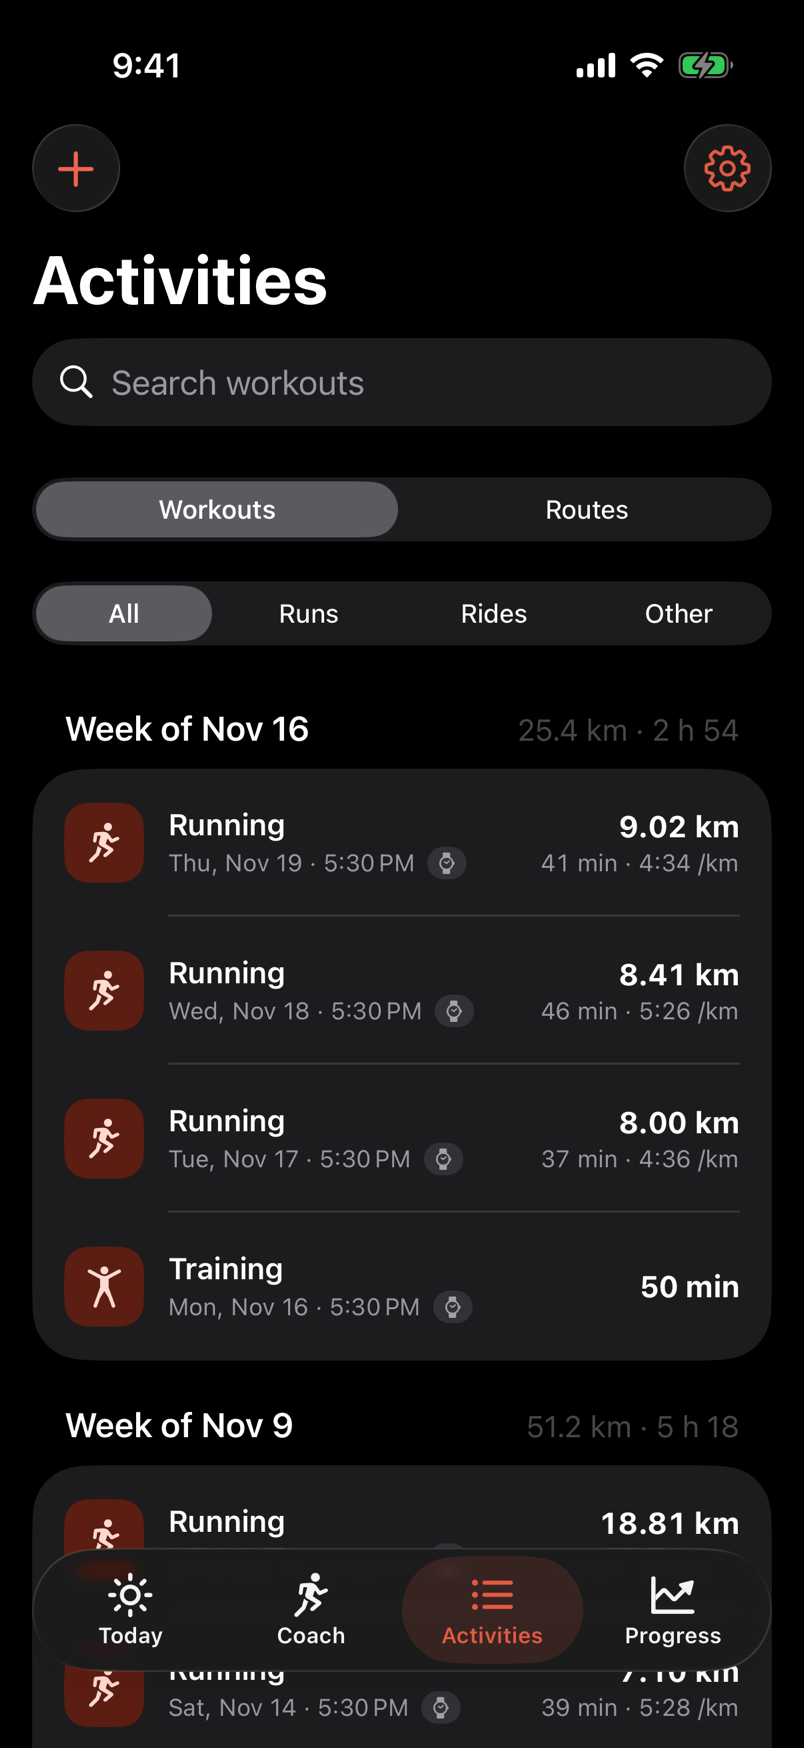 9:41
Activities
Search workouts
Workouts Routes
All Runs Rides Other
Week of Nov 16 25.4 km · 2 h 54
Running 9.02 km
Thu, Nov 19 · 5:30 PM 41 min · 4:34 /km
Running 8.41 km
Wed, Nov 18 · 5:30 PM 46 min · 5:26 /km
Running 8.00 km
Tue, Nov 17 · 5:30 PM 37 min · 4:36 /km
Training 50 min
Mon, Nov 16 · 5:30 PM
Week of Nov 9 51.2 km · 5 h 18
Running 18.81 km
Today Coach Activities Progress
Running 7.10 km
Sat, Nov 14 · 5:30 PM 39 min · 5:28 /km